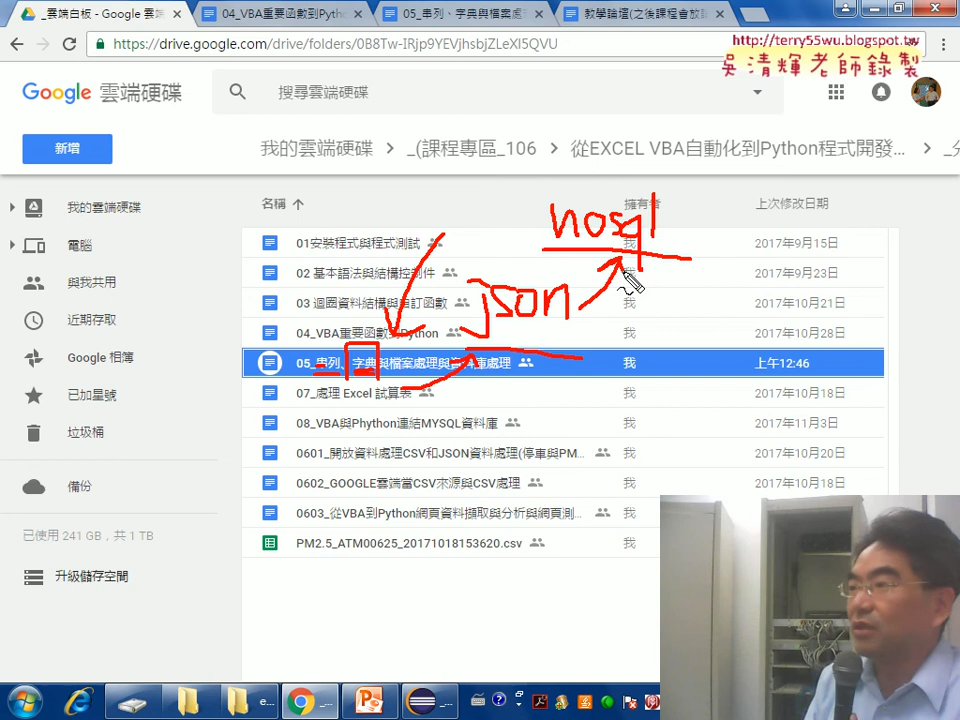 _雲端白板 - Google 雲端
04_VBA重要函數到Pytho
05_串列、字典與檔案處
教學論壇(之後課程會放
https://drive.google.com/drive/folders/0B8Tw-IRjp9YEVjhsbjZLeXI5QVU
http://terry55wu.blogspot.tw
吳清輝老師錄製
Google 雲端硬碟
搜尋雲端硬碟
新增
我的雲端硬碟 > _(課程專區_106 > 從EXCEL VBA自動化到Python程式開發... >
我的雲端硬碟
電腦
與我共用
近期存取
Google 相簿
已加星號
垃圾桶
備份
已使用 241 GB，共 1 TB
升級儲存空間
名稱 擁有者 上次修改日期
nosql
json
01安裝程式與程式測試 我 2017年9月15日
02 基本語法與結構控制件 2017年9月23日
03 迴圈資料結構與自訂函數 我 2017年10月21日
04_VBA重要函數到Python 我 2017年10月28日
05_串列、字典與檔案處理與資料庫處理 我 上午12:46
07_處理 Excel 試算表 我 2017年10月18日
08_VBA與Phython連結MYSQL資料庫 我 2017年11月3日
0601_開放資料處理CSV和JSON資料處理(停車與PM... 我 2017年10月20日
0602_GOOGLE雲端當CSV來源與CSV處理 我 2017年10月18日
0603_從VBA到Python網頁資料擷取與分析與網頁測... 我
PM2.5_ATM00625_20171018153620.csv 我